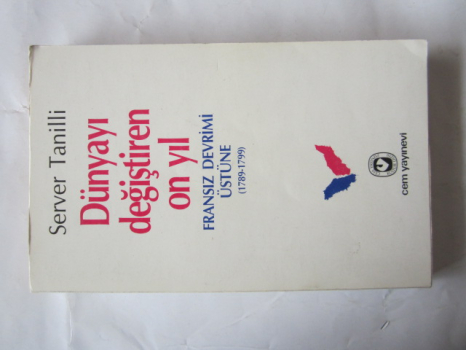 Server Tanilli
Dünyayı
değiştiren
on yıl
FRANSIZ DEVRİMİ
ÜSTÜNE
(1789-1799)
cem yayınevi